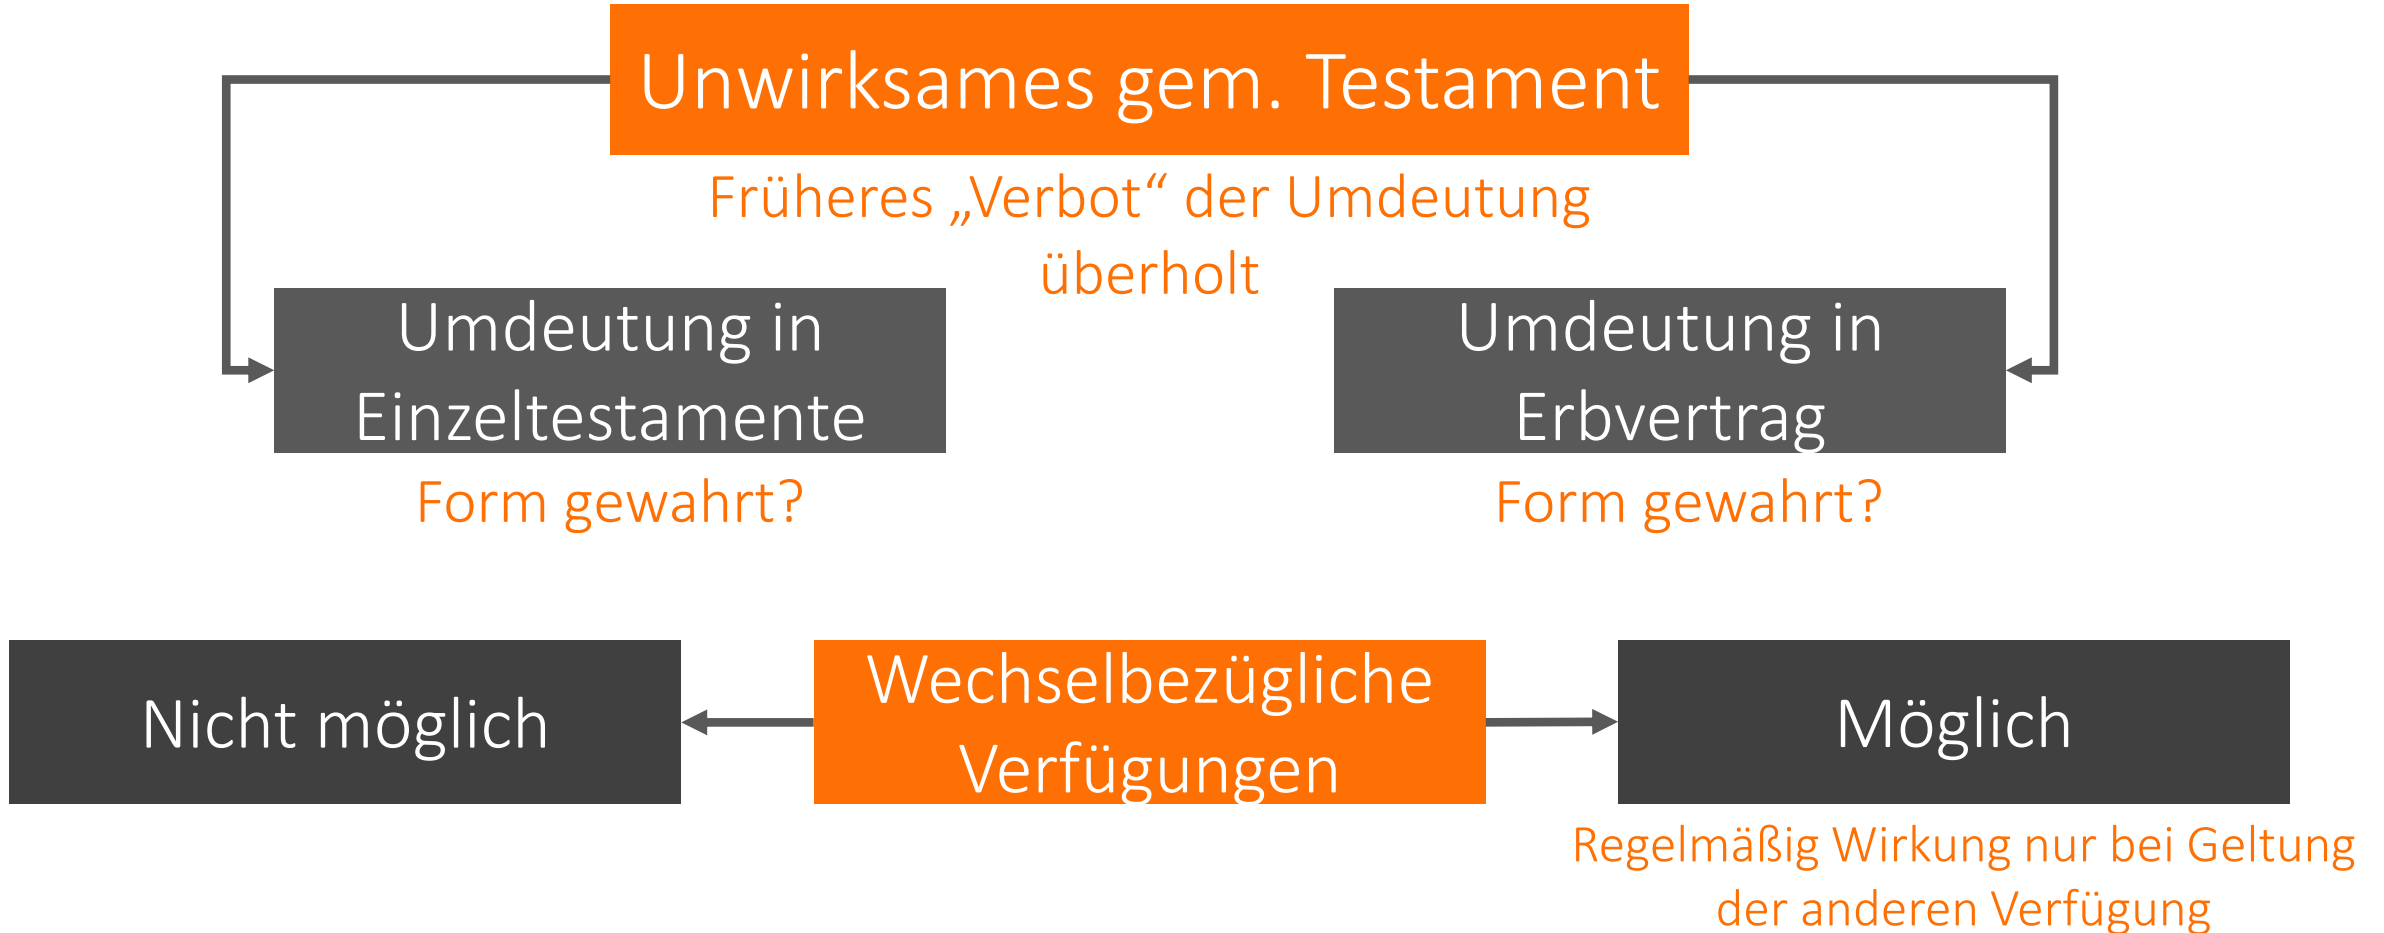 Unwirksames gem. Testament
Früheres „Verbot“ der Umdeutung
überholt
Umdeutung in
Einzeltestamente
Form gewahrt?
Umdeutung in
Erbvertrag
Form gewahrt?
Nicht möglich
Wechselbezügliche
Verfügungen
Möglich
Regelmäßig Wirkung nur bei Geltung
der anderen Verfügung